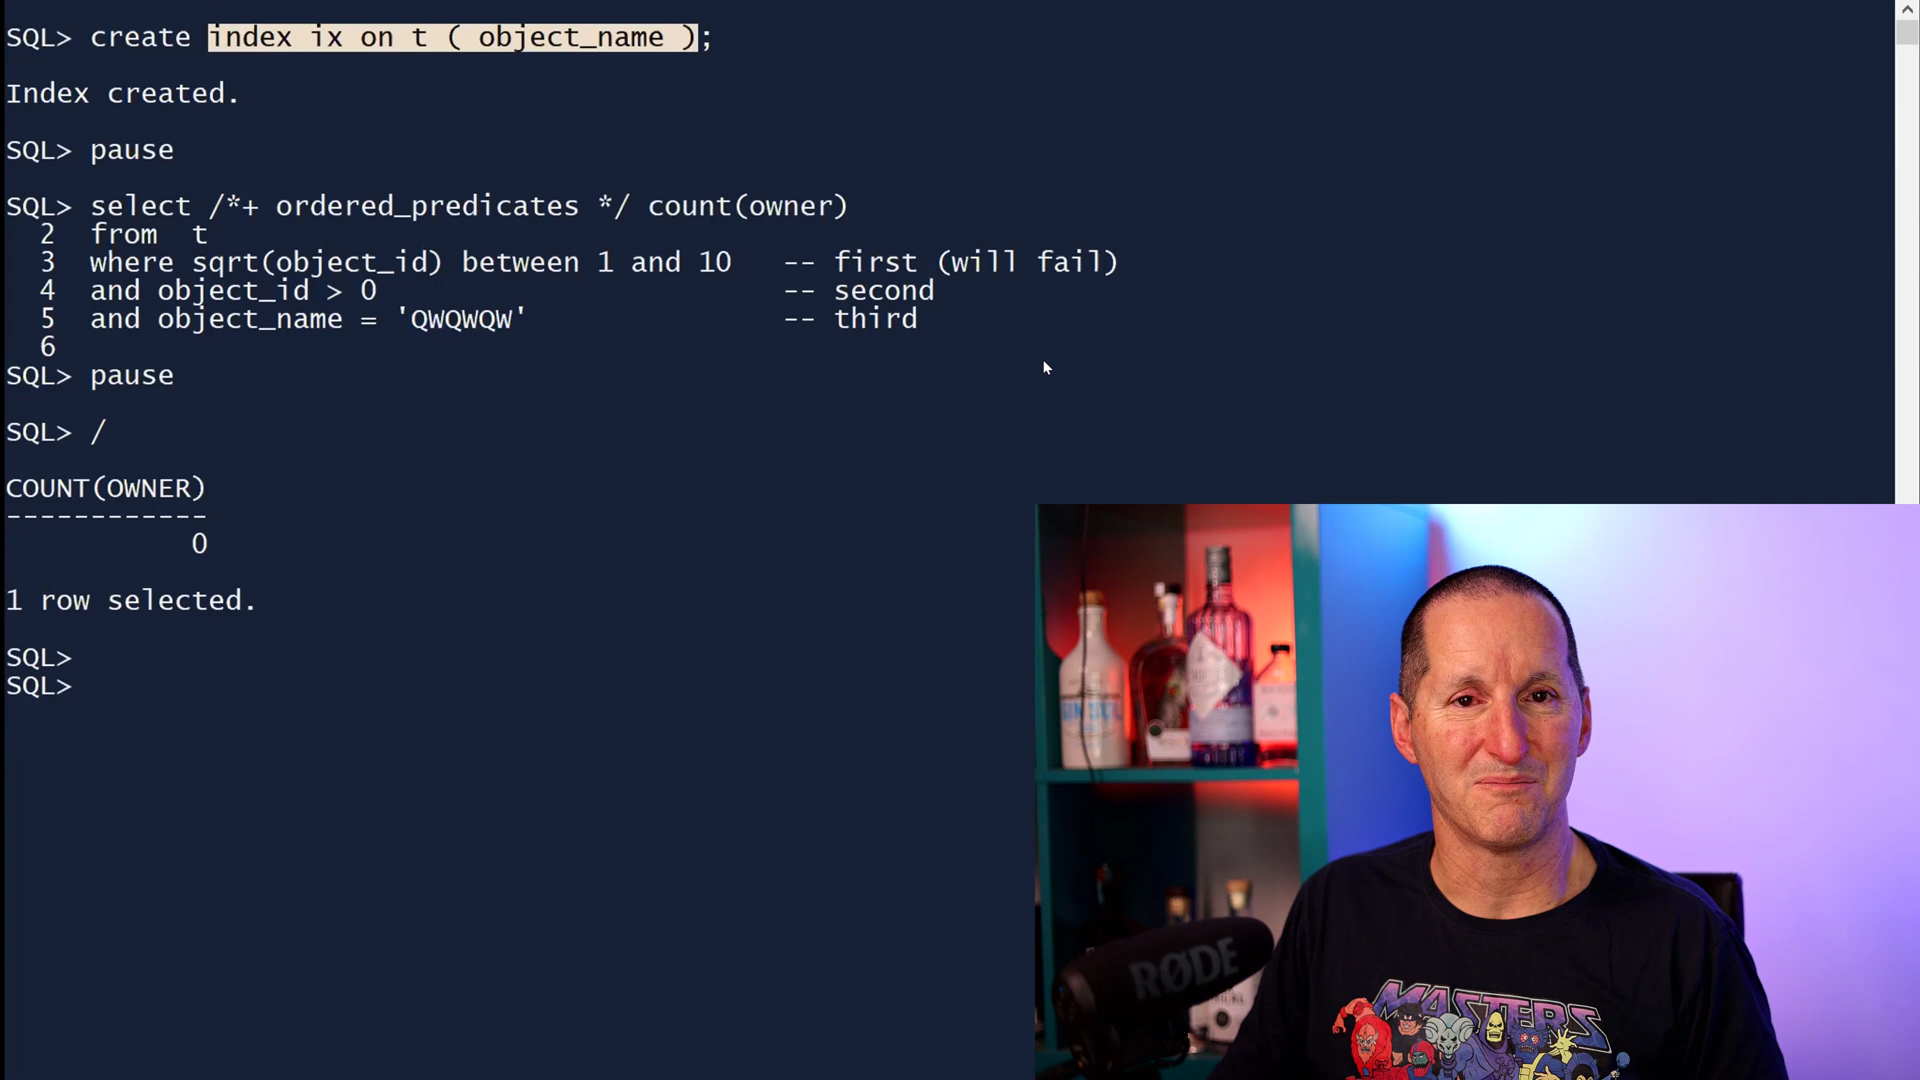 SQL> create index ix on t ( object_name );
Index created.
SQL> pause
SQL> select /*+ ordered_predicates */ count(owner)
2 from t
3 where sqrt(object_id) between 1 and 10 -- first (will fail)
4 and object_id > 0 -- second
5 and object_name = 'QWQWQW' -- third
6
SQL> pause
SQL> /
COUNT(OWNER)
------------
0
1 row selected.
SQL>
SQL>
RØDE
MASTERS